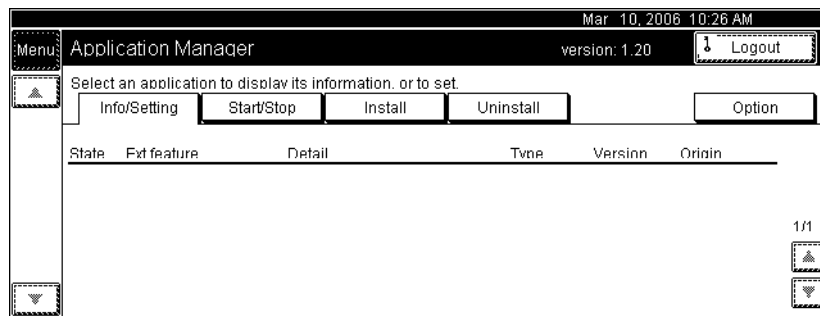 Mar 10, 2006 10:26 AM
Menu Application Manager version: 1.20 Logout
Select an application to display its information, or to set.
Info/Setting Start/Stop Install Uninstall Option
State Ext feature Detail Type Version Origin
1/1